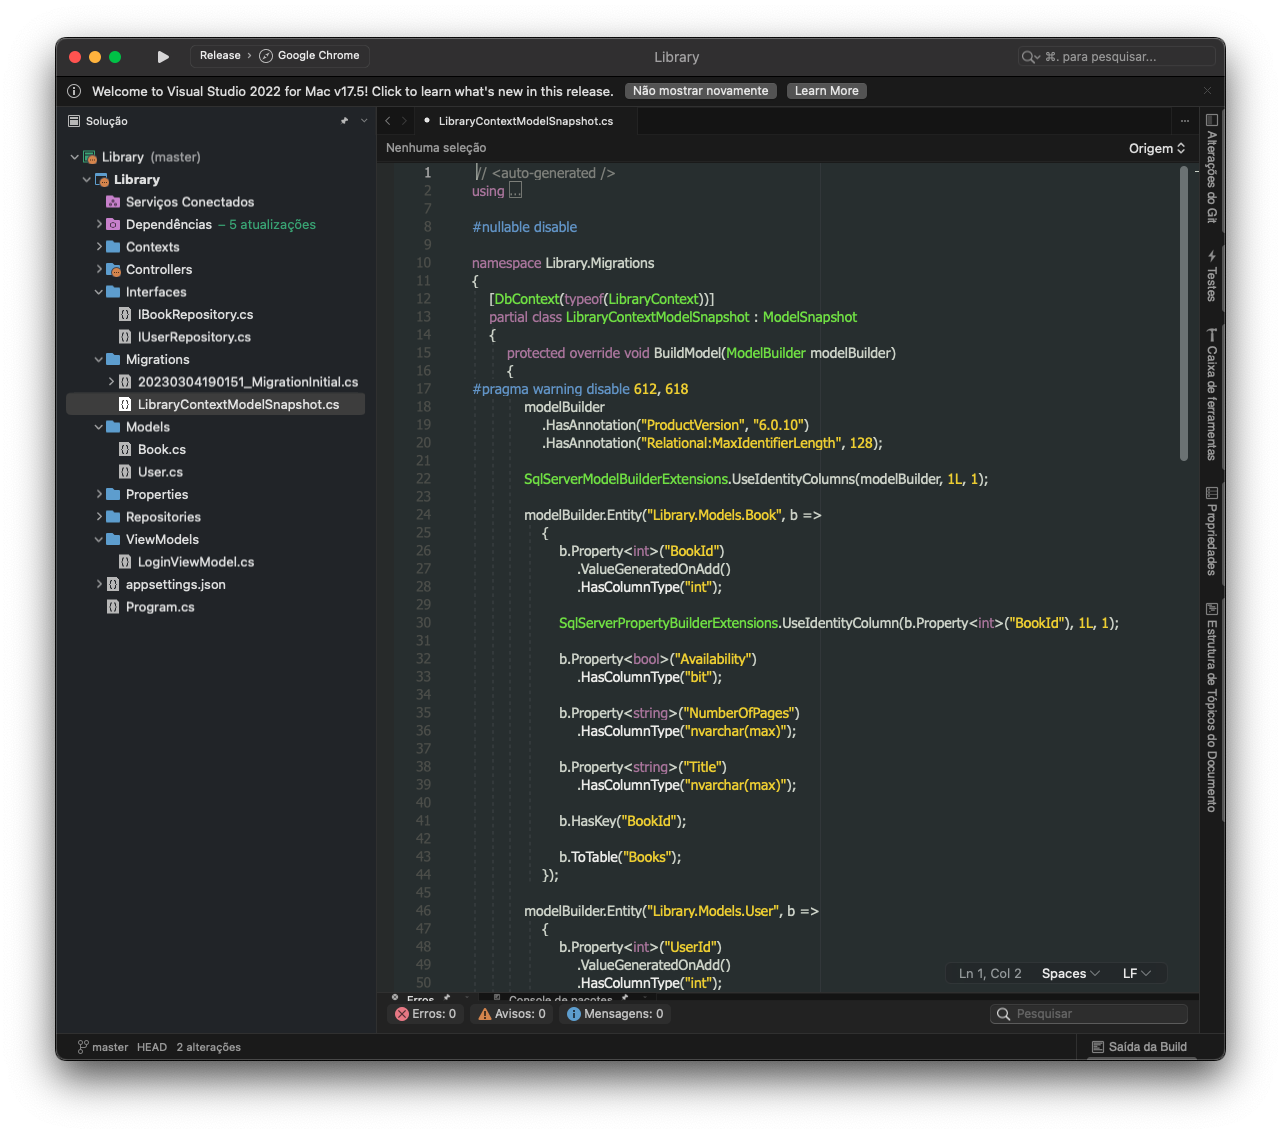 Release › Google Chrome
Library
⌘. para pesquisar...
Welcome to Visual Studio 2022 for Mac v17.5! Click to learn what's new in this release.
Não mostrar novamente
Learn More
Solução
Library (master)
Library
Serviços Conectados
Dependências – 5 atualizações
Contexts
Controllers
Interfaces
IBookRepository.cs
IUserRepository.cs
Migrations
20230304190151_MigrationInitial.cs
LibraryContextModelSnapshot.cs
Models
Book.cs
User.cs
Properties
Repositories
ViewModels
LoginViewModel.cs
appsettings.json
Program.cs
LibraryContextModelSnapshot.cs
Nenhuma seleção
Origem
1 // <auto-generated />
2 using ...
7
8 #nullable disable
9
10 namespace Library.Migrations
11 {
12 [DbContext(typeof(LibraryContext))]
13 partial class LibraryContextModelSnapshot : ModelSnapshot
14 {
15 protected override void BuildModel(ModelBuilder modelBuilder)
16 {
17 #pragma warning disable 612, 618
18 modelBuilder
19 .HasAnnotation("ProductVersion", "6.0.10")
20 .HasAnnotation("Relational:MaxIdentifierLength", 128);
21
22 SqlServerModelBuilderExtensions.UseIdentityColumns(modelBuilder, 1L, 1);
23
24 modelBuilder.Entity("Library.Models.Book", b =>
25 {
26 b.Property<int>("BookId")
27 .ValueGeneratedOnAdd()
28 .HasColumnType("int");
29
30 SqlServerPropertyBuilderExtensions.UseIdentityColumn(b.Property<int>("BookId"), 1L, 1);
31
32 b.Property<bool>("Availability")
33 .HasColumnType("bit");
34
35 b.Property<string>("NumberOfPages")
36 .HasColumnType("nvarchar(max)");
37
38 b.Property<string>("Title")
39 .HasColumnType("nvarchar(max)");
40
41 b.HasKey("BookId");
42
43 b.ToTable("Books");
44 });
45
46 modelBuilder.Entity("Library.Models.User", b =>
47 {
48 b.Property<int>("UserId")
49 .ValueGeneratedOnAdd()
50 .HasColumnType("int");
Ln 1, Col 2 Spaces LF
Alterações do Git
Testes
Caixa de ferramentas
Propriedades
Estrutura de Tópicos do Documento
Erros
Console de pacotes
Erros: 0
Avisos: 0
Mensagens: 0
Pesquisar
master HEAD 2 alterações
Saída da Build